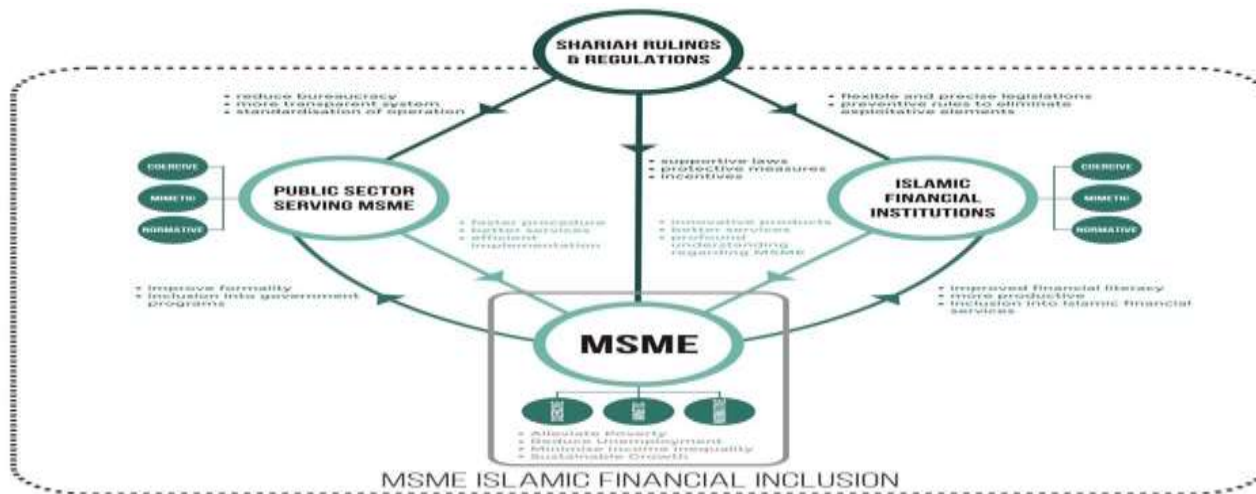 SHARIAH RULINGS
& REGULATIONS
• reduce bureaucracy
• more transparent system
• standardisation of operation
• flexible and precise legislations
• preventive rules to eliminate
exploitative elements
COERCIVE
MIMETIC
NORMATIVE
PUBLIC SECTOR
SERVING MSME
• supportive laws
• protective measures
• incentives
ISLAMIC
FINANCIAL
INSTITUTIONS
COERCIVE
MIMETIC
NORMATIVE
• faster procedure
• better services
• efficient
implementation
• innovative products
• better services
• profound
understanding
regarding MSME
• Improve formality
• Inclusion into government
programs
• Improved financial literacy
• more productive
• Inclusion into Islamic financial
services
MSME
• Alleviate Poverty
• Reduce Unemployment
• Minimise Income Inequality
• Sustainable Growth
MSME ISLAMIC FINANCIAL INCLUSION